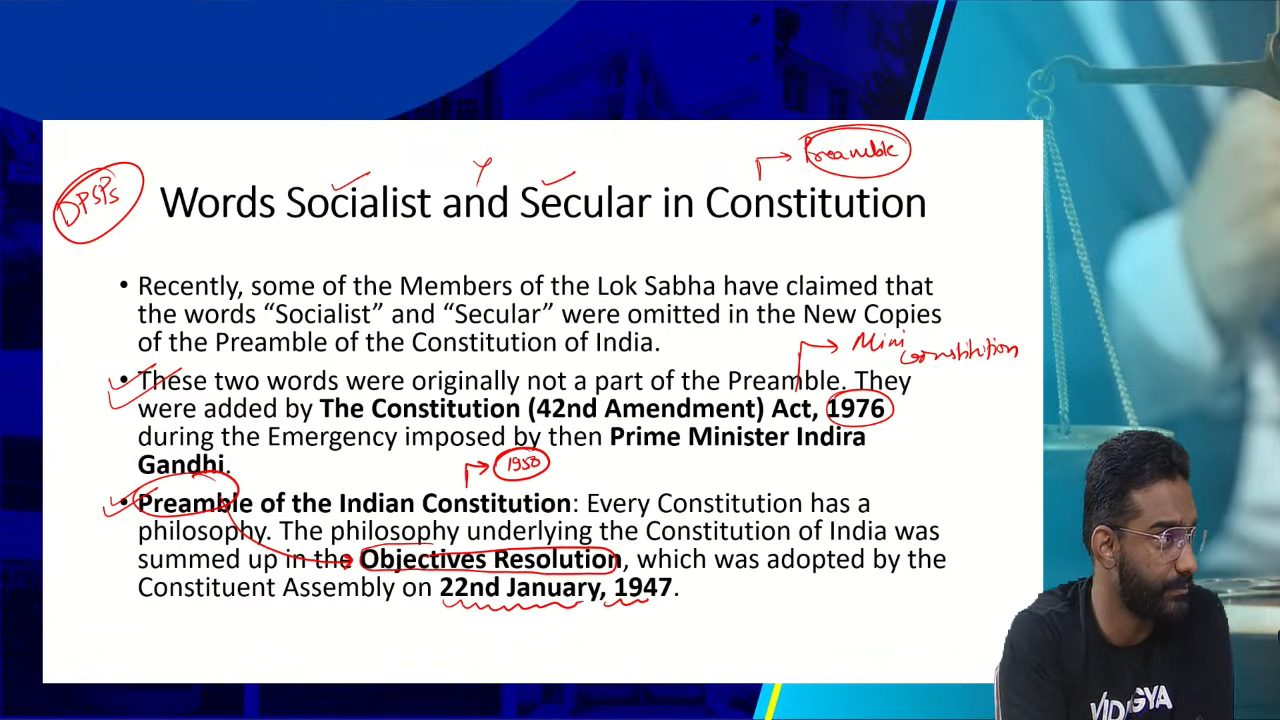 Preamble
DPSPs
Words Socialist and Secular in Constitution
• Recently, some of the Members of the Lok Sabha have claimed that
the words “Socialist” and “Secular” were omitted in the New Copies
of the Preamble of the Constitution of India.
Mini
constitution
• These two words were originally not a part of the Preamble. They
were added by The Constitution (42nd Amendment) Act, 1976
during the Emergency imposed by then Prime Minister Indira
Gandhi.
• Preamble of the Indian Constitution: Every Constitution has a
philosophy. The philosophy underlying the Constitution of India was
summed up in the Objectives Resolution, which was adopted by the
Constituent Assembly on 22nd January, 1947.